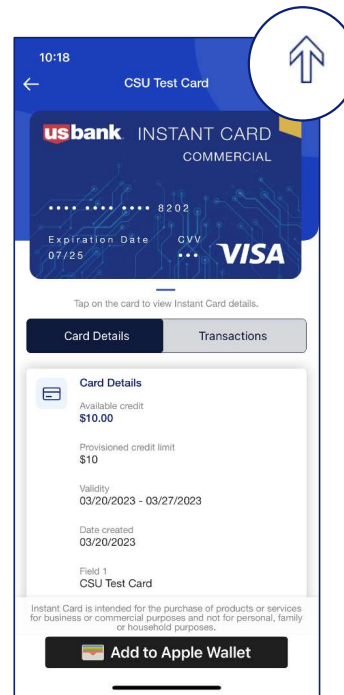 10:18
CSU Test Card
usbank INSTANT CARD
COMMERCIAL
•••• •••• •••• 8202
Expiration Date CVV
07/25 ••• VISA
Tap on the card to view Instant Card details.
Card Details Transactions
Card Details
Available credit
$10.00
Provisioned credit limit
$10
Validity
03/20/2023 - 03/27/2023
Date created
03/20/2023
Field 1
CSU Test Card
Instant Card is intended for the purchase of products or services
for business or commercial purposes and not for personal, family
or household purposes.
Add to Apple Wallet